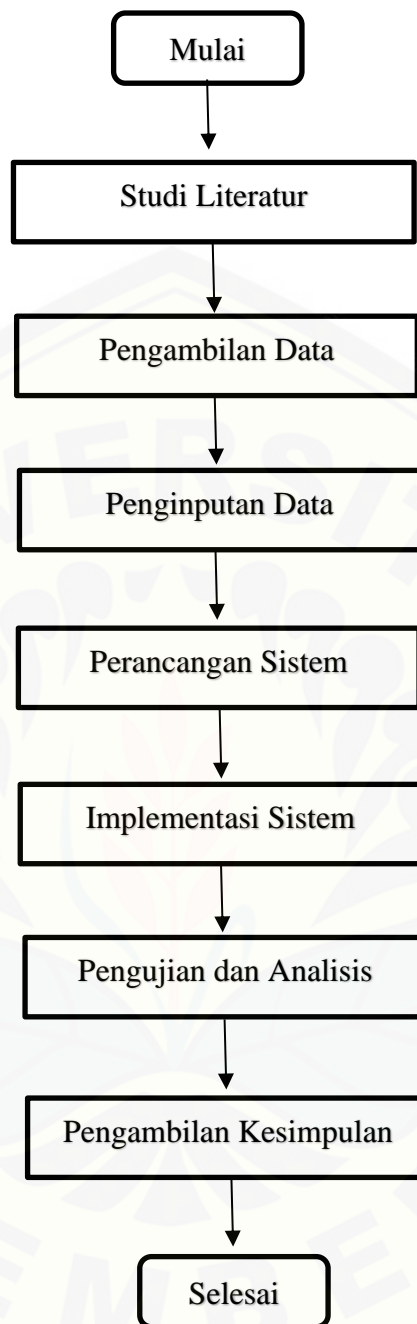 Mulai
Studi Literatur
Pengambilan Data
Penginputan Data
Perancangan Sistem
Implementasi Sistem
Pengujian dan Analisis
Pengambilan Kesimpulan
Selesai